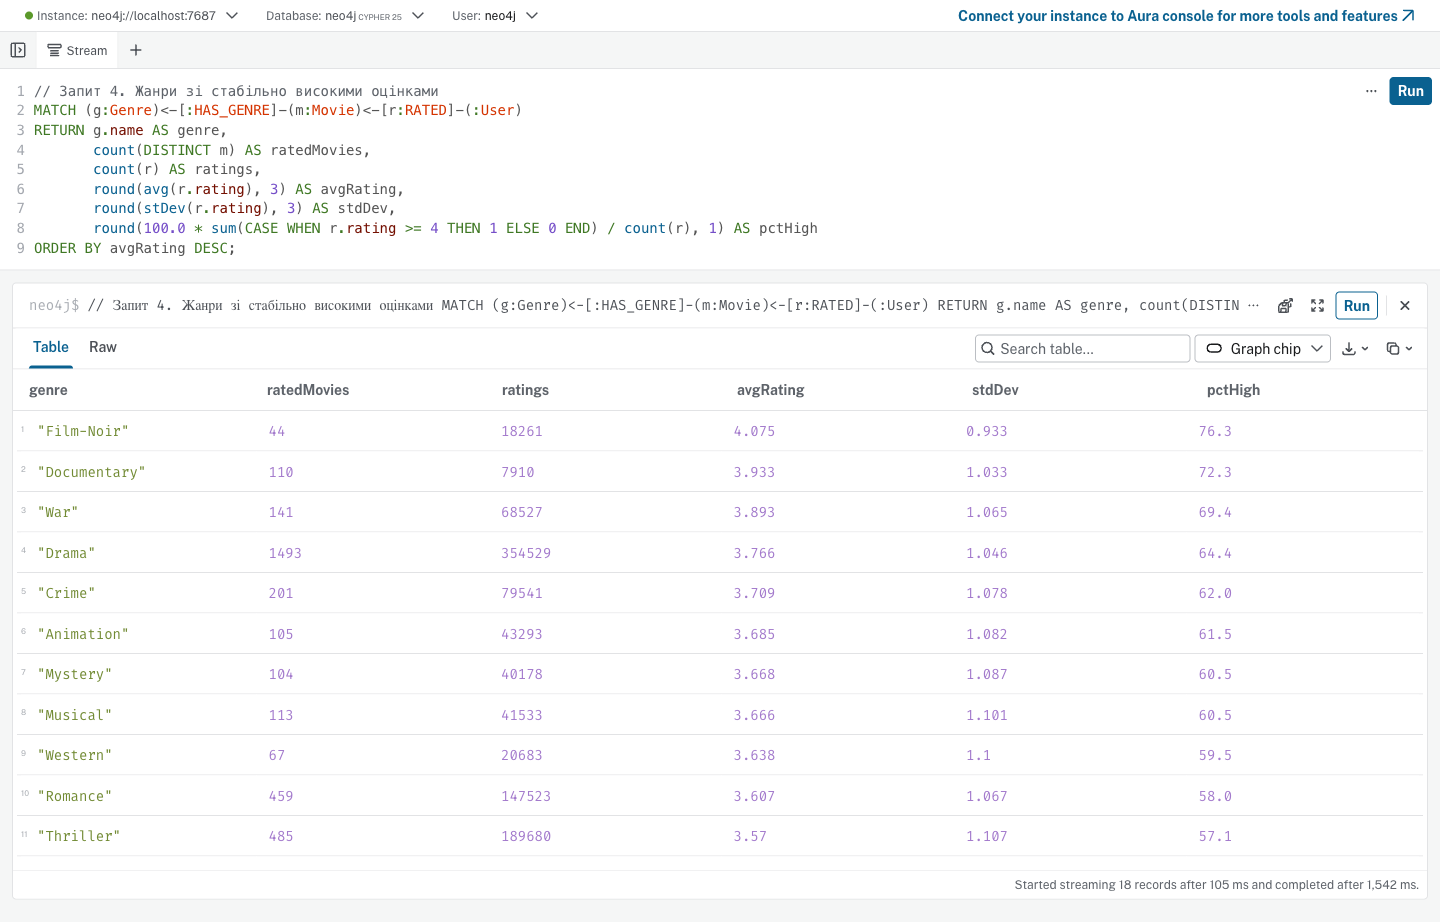 Instance: neo4j://localhost:7687 Database: neo4j CYPHER 25 User: neo4j Connect your instance to Aura console for more tools and features
Stream
1 // Запит 4. Жанри зі стабільно високими оцінками
Run
2 MATCH (g:Genre)<-[:HAS_GENRE]-(m:Movie)<-[r:RATED]-(:User)
3 RETURN g.name AS genre,
4 count(DISTINCT m) AS ratedMovies,
5 count(r) AS ratings,
6 round(avg(r.rating), 3) AS avgRating,
7 round(stDev(r.rating), 3) AS stdDev,
8 round(100.0 * sum(CASE WHEN r.rating >= 4 THEN 1 ELSE 0 END) / count(r), 1) AS pctHigh
9 ORDER BY avgRating DESC;
neo4j$ // Запит 4. Жанри зі стабільно високими оцінками MATCH (g:Genre)<-[:HAS_GENRE]-(m:Movie)<-[r:RATED]-(:User) RETURN g.name AS genre, count(DISTIN ... Run
Table Raw Search table... Graph chip
genre ratedMovies ratings avgRating stdDev pctHigh
1 "Film-Noir" 44 18261 4.075 0.933 76.3
2 "Documentary" 110 7910 3.933 1.033 72.3
3 "War" 141 68527 3.893 1.065 69.4
4 "Drama" 1493 354529 3.766 1.046 64.4
5 "Crime" 201 79541 3.709 1.078 62.0
6 "Animation" 105 43293 3.685 1.082 61.5
7 "Mystery" 104 40178 3.668 1.087 60.5
8 "Musical" 113 41533 3.666 1.101 60.5
9 "Western" 67 20683 3.638 1.1 59.5
10 "Romance" 459 147523 3.607 1.067 58.0
11 "Thriller" 485 189680 3.57 1.107 57.1
Started streaming 18 records after 105 ms and completed after 1,542 ms.